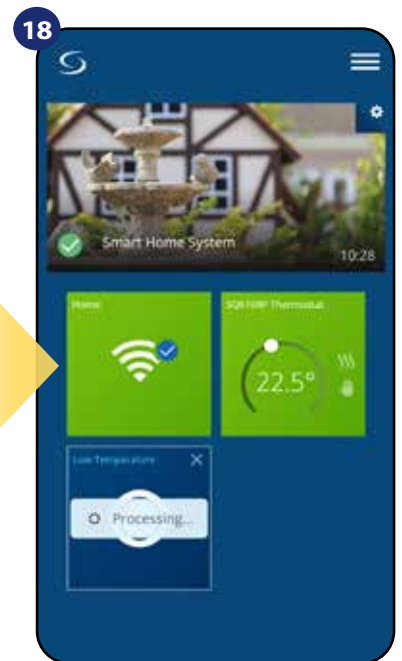 18
Smart Home System
10:28
Home
SQ610RF Thermostat
22.5°
Low Temperature
Processing...